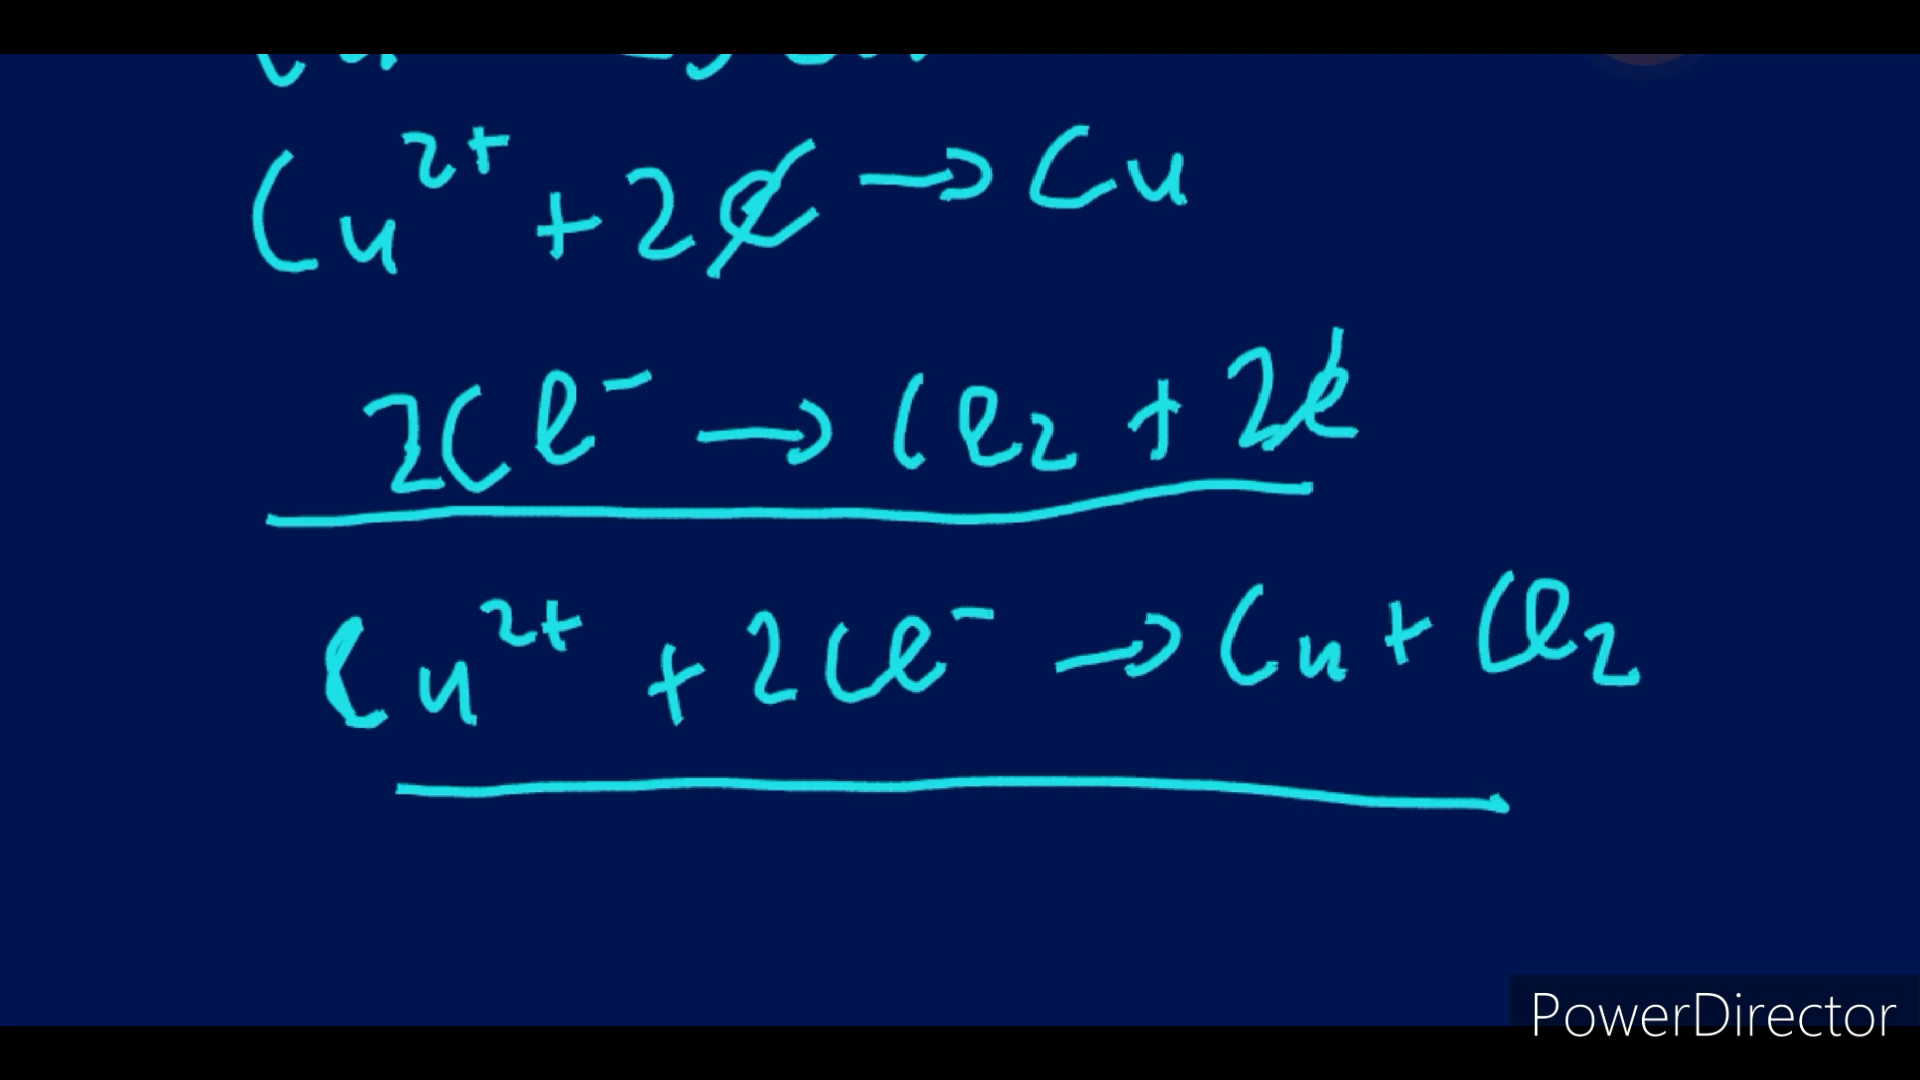 Cu²⁺ + 2e → Cu
2Cl⁻ → Cl₂ + 2e
Cu²⁺ + 2Cl⁻ → Cu + Cl₂
PowerDirector